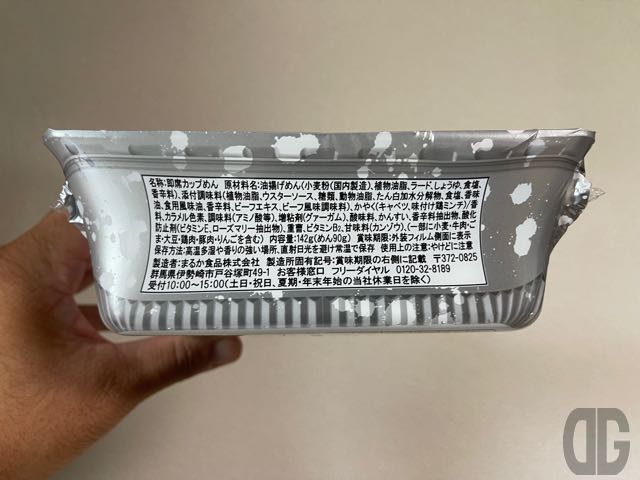 名称:即席カップめん 原材料名:油揚げめん(小麦粉(国内製造)、植物油脂、ラード、しょうゆ、食塩、
香辛料)、添付調味料(植物油脂、ウスターソース、糖類、動物油脂、たん白加水分解物、食塩、香味
油、食用風味油、香辛料、ビーフエキス、ビーフ風味調味料)、かやく(キャベツ、味付け鶏ミンチ)/香
料、カラメル色素、調味料(アミノ酸等)、増粘剤(グァーガム)、酸味料、かんすい、香辛料抽出物、酸化
防止剤(ビタミンE、ローズマリー抽出物)、重曹、ビタミンB2、甘味料(カンゾウ)、(一部に小麦・牛肉・ご
ま・大豆・鶏肉・豚肉・りんごを含む) 内容量:142g(めん90g) 賞味期限:外装フィルム側面に表示
保存方法:高温多湿や香りの強い場所、直射日光を避け常温で保存 使用上の注意:やけどに注意
製造者:まるか食品株式会社 製造所固有記号:賞味期限の右側に記載 〒372-0825
群馬県伊勢崎市戸谷塚町49-1 お客様窓口 フリーダイヤル 0120-32-8189
受付10:00～15:00(土日・祝日、夏期・年末年始の当社休業日を除く)
DG